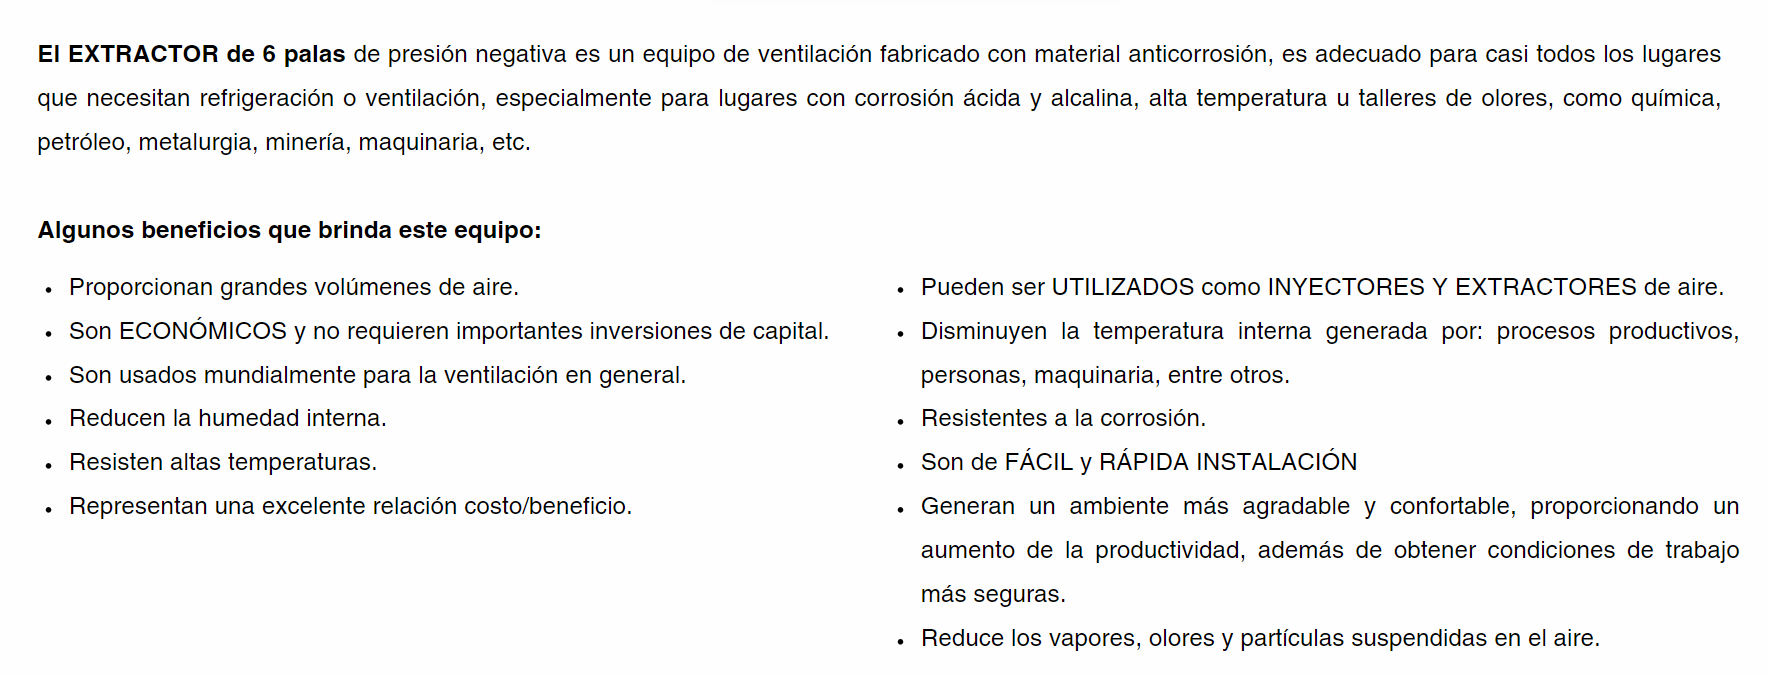 El EXTRACTOR de 6 palas de presión negativa es un equipo de ventilación fabricado con material anticorrosión, es adecuado para casi todos los lugares
que necesitan refrigeración o ventilación, especialmente para lugares con corrosión ácida y alcalina, alta temperatura u talleres de olores, como química,
petróleo, metalurgia, minería, maquinaria, etc.
Algunos beneficios que brinda este equipo:
• Proporcionan grandes volúmenes de aire.
• Son ECONÓMICOS y no requieren importantes inversiones de capital.
• Son usados mundialmente para la ventilación en general.
• Reducen la humedad interna.
• Resisten altas temperaturas.
• Representan una excelente relación costo/beneficio.
• Pueden ser UTILIZADOS como INYECTORES Y EXTRACTORES de aire.
• Disminuyen la temperatura interna generada por: procesos productivos,
personas, maquinaria, entre otros.
• Resistentes a la corrosión.
• Son de FÁCIL y RÁPIDA INSTALACIÓN
• Generan un ambiente más agradable y confortable, proporcionando un
aumento de la productividad, además de obtener condiciones de trabajo
más seguras.
• Reduce los vapores, olores y partículas suspendidas en el aire.